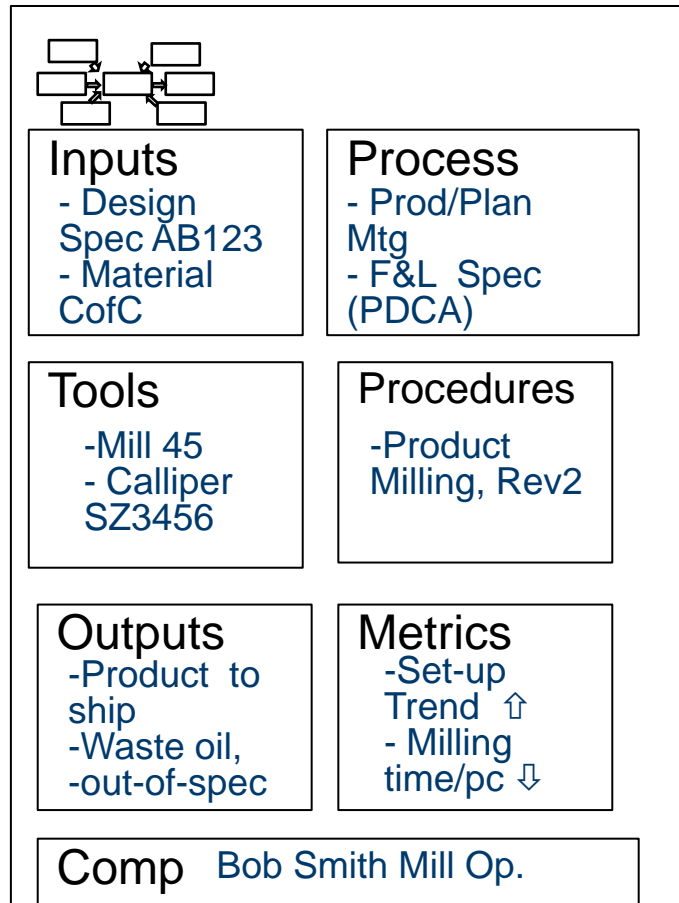 Inputs
- Design
Spec AB123
- Material
CofC
Process
- Prod/Plan
Mtg
- F&L Spec
(PDCA)
Tools
-Mill 45
- Calliper
SZ3456
Procedures
-Product
Milling, Rev2
Outputs
-Product to
ship
-Waste oil,
-out-of-spec
Metrics
-Set-up
Trend ⇧
- Milling
time/pc ⇩
Comp Bob Smith Mill Op.